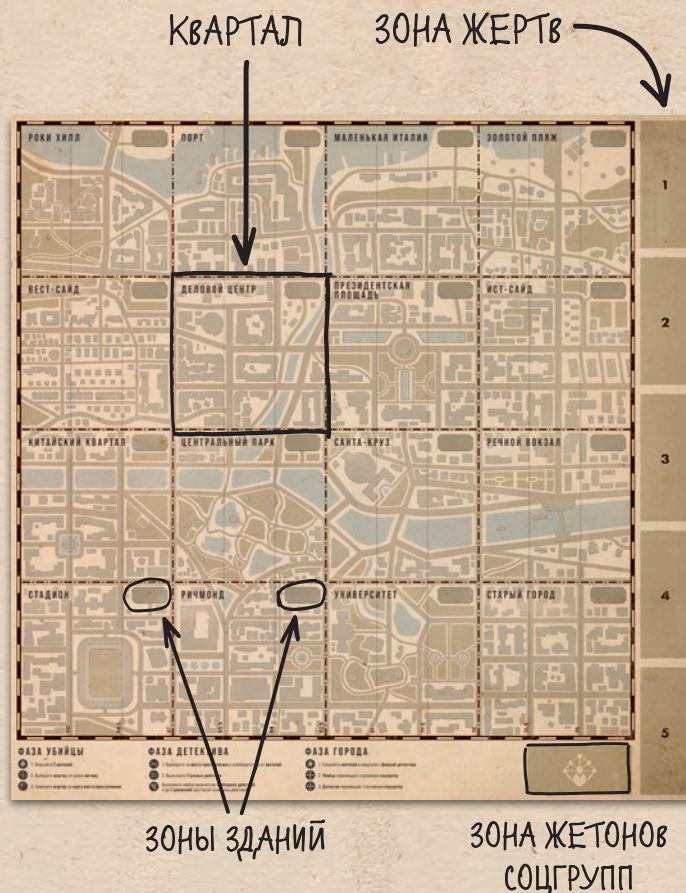 КВАРТАЛ
ЗОНА ЖЕРТВ
РОКИ ХИЛЛ
ПОРТ
МАЛЕНЬКАЯ ИТАЛИЯ
ЗОЛОТОЙ ПЛЯЖ
1
ВЕСТ-САЙД
ДЕЛОВОЙ ЦЕНТР
ПРЕЗИДЕНТСКАЯ
ПЛОЩАДЬ
ИСТ-САЙД
2
КИТАЙСКИЙ КВАРТАЛ
ЦЕНТРАЛЬНЫЙ ПАРК
САНТА-КРУЗ
РЕЧНОЙ ВОКЗАЛ
3
СТАДИОН
РИЧМОНД
УНИВЕРСИТЕТ
СТАРЫЙ ГОРОД
4
5
ФАЗА УБИЙЦЫ
ФАЗА ДЕТЕКТИВА
ФАЗА ГОРОДА
ЗОНЫ ЗДАНИЙ
ЗОНА ЖЕТОНОВ
СОЦГРУПП